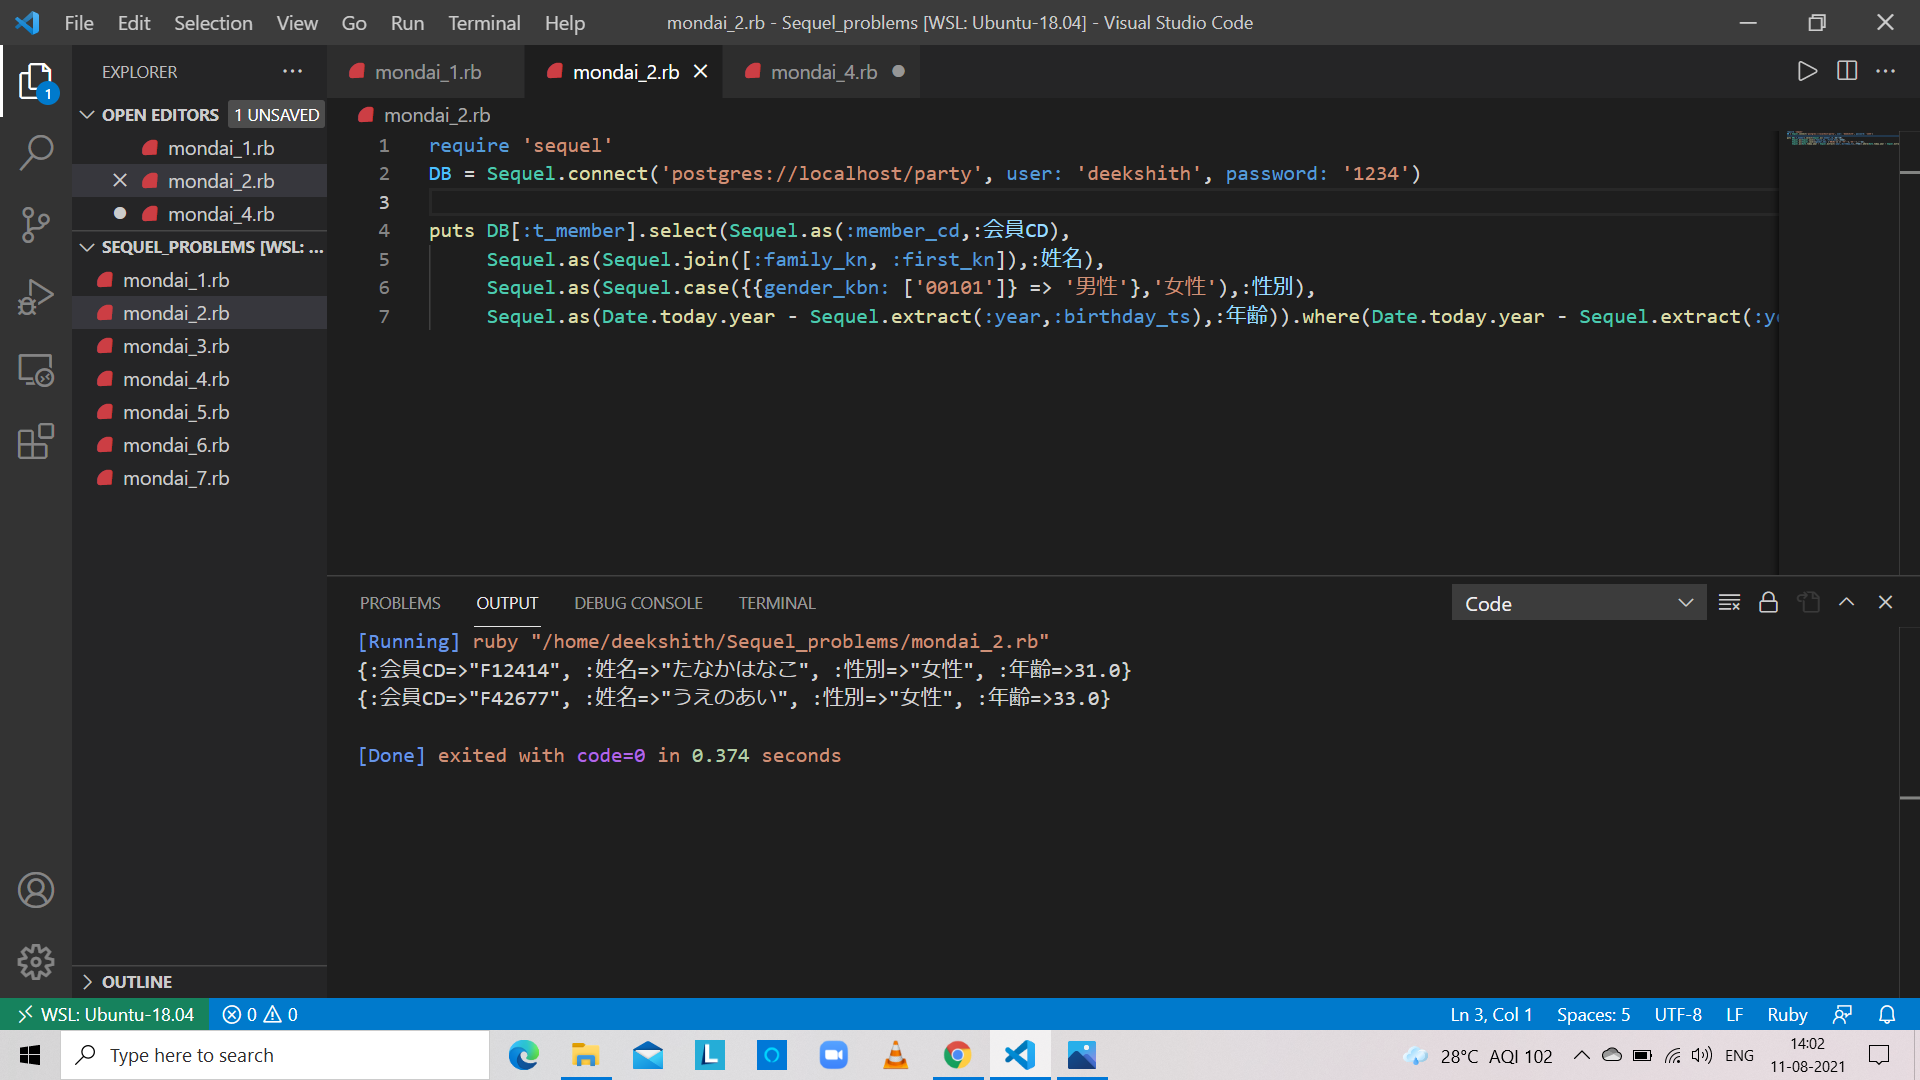 File Edit Selection View Go Run Terminal Help
mondai_2.rb - Sequel_problems [WSL: Ubuntu-18.04] - Visual Studio Code
EXPLORER
mondai_1.rb
mondai_2.rb
mondai_4.rb
1
OPEN EDITORS
1 UNSAVED
mondai_1.rb
mondai_2.rb
mondai_4.rb
SEQUEL_PROBLEMS [WSL: ...
mondai_1.rb
mondai_2.rb
mondai_3.rb
mondai_4.rb
mondai_5.rb
mondai_6.rb
mondai_7.rb
OUTLINE
mondai_2.rb
1 require 'sequel'
2 DB = Sequel.connect('postgres://localhost/party', user: 'deekshith', password: '1234')
3
4 puts DB[:t_member].select(Sequel.as(:member_cd,:会員CD),
5 Sequel.as(Sequel.join([:family_kn, :first_kn]),:姓名),
6 Sequel.as(Sequel.case({{gender_kbn: ['00101']} => '男性'},'女性'),:性別),
7 Sequel.as(Date.today.year - Sequel.extract(:year,:birthday_ts),:年齢)).where(Date.today.year - Sequel.extract(:ye
PROBLEMS OUTPUT DEBUG CONSOLE TERMINAL
Code
[Running] ruby "/home/deekshith/Sequel_problems/mondai_2.rb"
{:会員CD=>"F12414", :姓名=>"たなかはなこ", :性別=>"女性", :年齢=>31.0}
{:会員CD=>"F42677", :姓名=>"うえのあい", :性別=>"女性", :年齢=>33.0}
[Done] exited with code=0 in 0.374 seconds
WSL: Ubuntu-18.04 0 0
Ln 3, Col 1 Spaces: 5 UTF-8 LF Ruby
Type here to search
28°C AQI 102
ENG
14:02
11-08-2021